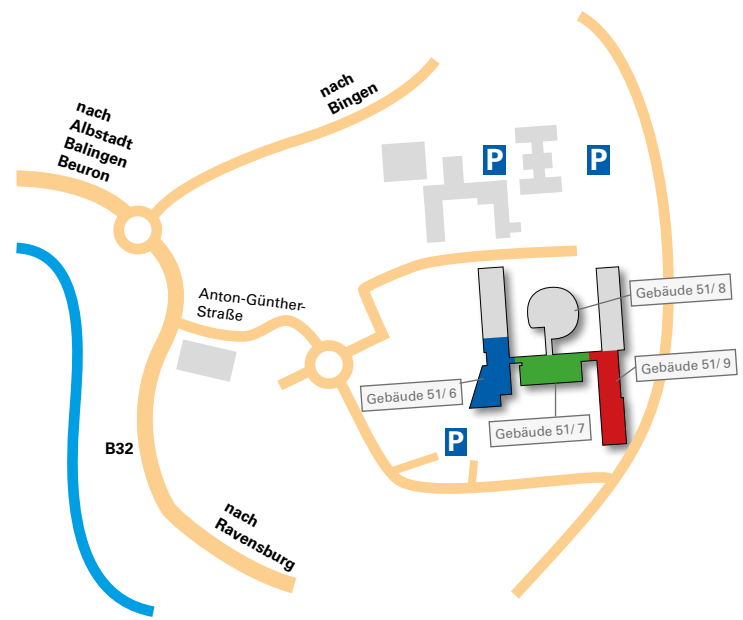 nach
Bingen
nach
Albstadt
Balingen
Beuron
P
P
Anton-Günther-
Straße
Gebäude 51/ 8
Gebäude 51/ 9
Gebäude 51/ 6
Gebäude 51/ 7
P
B32
nach
Ravensburg